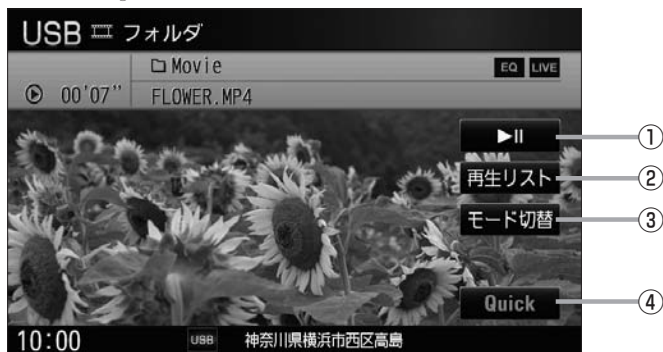 USB フォルダ
Movie EQ LIVE
00'07" FLOWER.MP4
①
再生リスト ②
モード切替 ③
Quick ④
10:00 USB 神奈川県横浜市西区高島